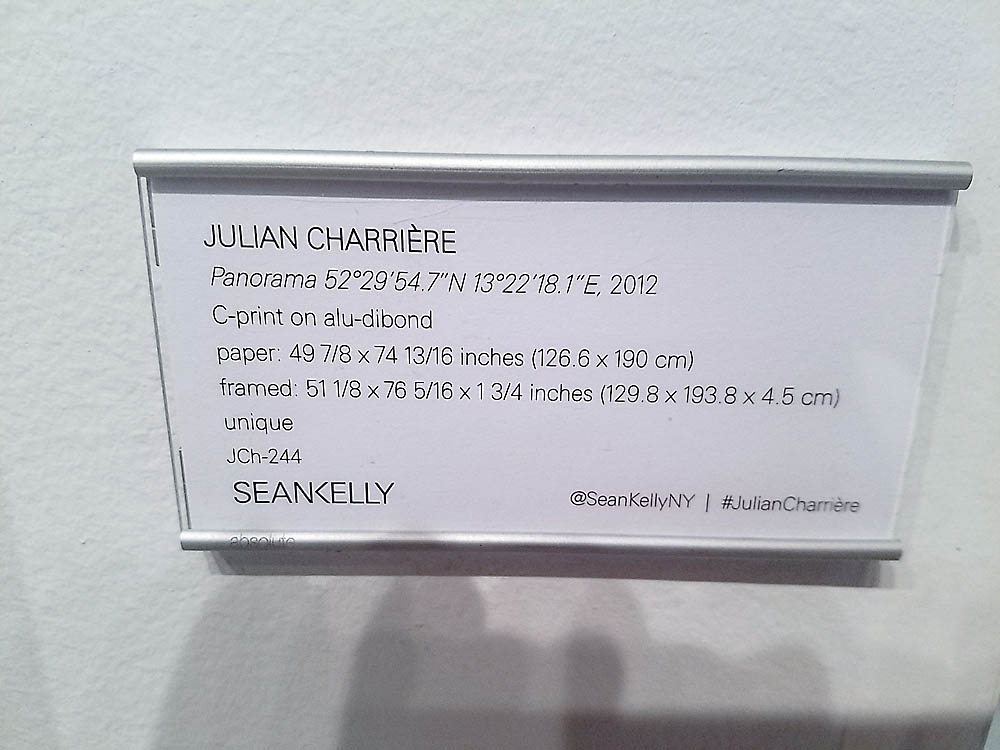 JULIAN CHARRIÈRE
Panorama 52°29'54.7"N 13°22'18.1"E, 2012
C-print on alu-dibond
paper: 49 7/8 x 74 13/16 inches (126.6 x 190 cm)
framed: 51 1/8 x 76 5/16 x 1 3/4 inches (129.8 x 193.8 x 4.5 cm)
unique
JCh-244
SEANKELLY @SeanKellyNY | #JulianCharrière
absolute